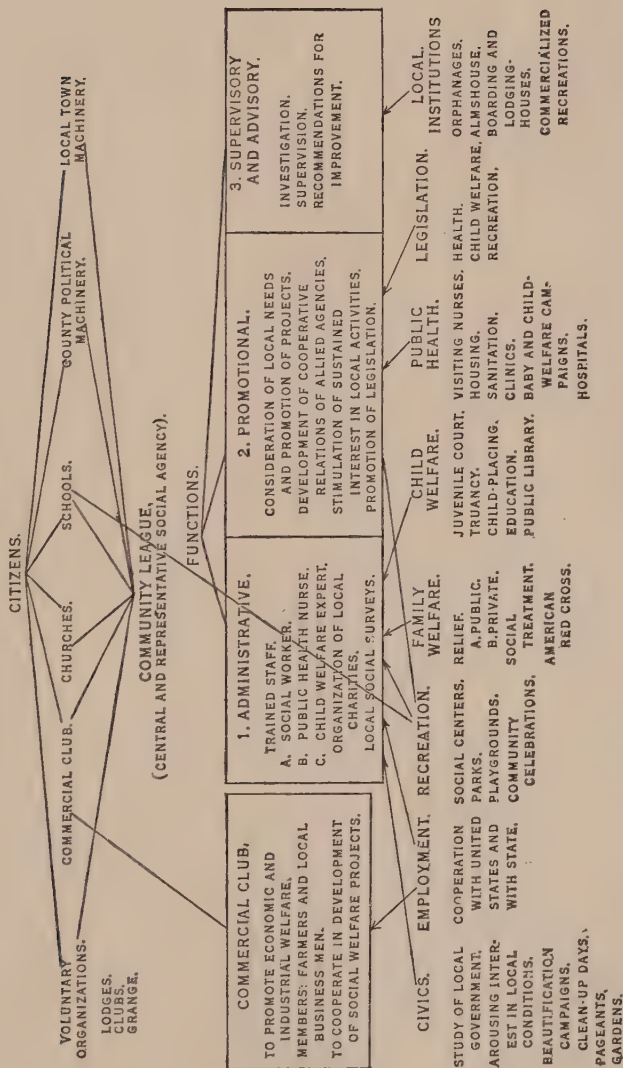 CITIZENS.
VOLUNTARY
ORGANIZATIONS.
LODGES.
CLUBS.
GRANGE.
COMMERCIAL CLUB.
CHURCHES.
SCHOOLS.
COUNTY POLITICAL
MACHINERY.
LOCAL TOWN
MACHINERY.
COMMUNITY LEAGUE,
(CENTRAL AND REPRESENTATIVE SOCIAL AGENCY).
FUNCTIONS.
COMMERCIAL CLUB.
TO PROMOTE ECONOMIC AND
INDUSTRIAL WELFARE.
MEMBERS: FARMERS AND LOCAL
BUSINESS MEN.
TO COOPERATE IN DEVELOPMENT
OF SOCIAL WELFARE PROJECTS.
1. ADMINISTRATIVE.
TRAINED STAFF.
A. SOCIAL WORKER.
B. PUBLIC HEALTH NURSE.
C. CHILD WELFARE EXPERT.
ORGANIZATION OF LOCAL
CHARITIES.
LOCAL SOCIAL SURVEYS.
2. PROMOTIONAL.
CONSIDERATION OF LOCAL NEEDS
AND PROMOTION OF PROJECTS.
DEVELOPMENT OF COOPERATIVE
RELATIONS OF ALLIED AGENCIES.
STIMULATION OF SUSTAINED
INTEREST IN LOCAL ACTIVITIES.
PROMOTION OF LEGISLATION.
3. SUPERVISORY
AND ADVISORY.
INVESTIGATION.
SUPERVISION.
RECOMMENDATIONS FOR
IMPROVEMENT.
CIVICS.
STUDY OF LOCAL
GOVERNMENT.
AROUSING INTER-
EST IN LOCAL
CONDITIONS.
BEAUTIFICATION
CAMPAIGNS.
CLEAN-UP DAYS.
PAGEANTS.
GARDENS.
EMPLOYMENT.
COOPERATION
WITH UNITED
STATES AND
WITH STATE.
RECREATION.
SOCIAL CENTERS.
PARKS.
PLAYGROUNDS.
COMMUNITY
CELEBRATIONS.
FAMILY
WELFARE.
RELIEF.
A. PUBLIC.
B. PRIVATE.
SOCIAL
TREATMENT.
AMERICAN
RED CROSS.
CHILD
WELFARE.
JUVENILE COURT.
TRUANCY.
CHILD-PLACING.
EDUCATION.
PUBLIC LIBRARY.
PUBLIC
HEALTH.
VISITING NURSES.
HOUSING.
SANITATION.
CLINICS.
BABY AND CHILD-
WELFARE CAM-
PAIGNS.
HOSPITALS.
LEGISLATION.
HEALTH.
CHILD WELFARE.
RECREATION.
LOCAL.
INSTITUTIONS
ORPHANAGES.
ALMSHOUSE.
BOARDING AND
LODGING-
HOUSES.
COMMERCIALIZED
RECREATIONS.